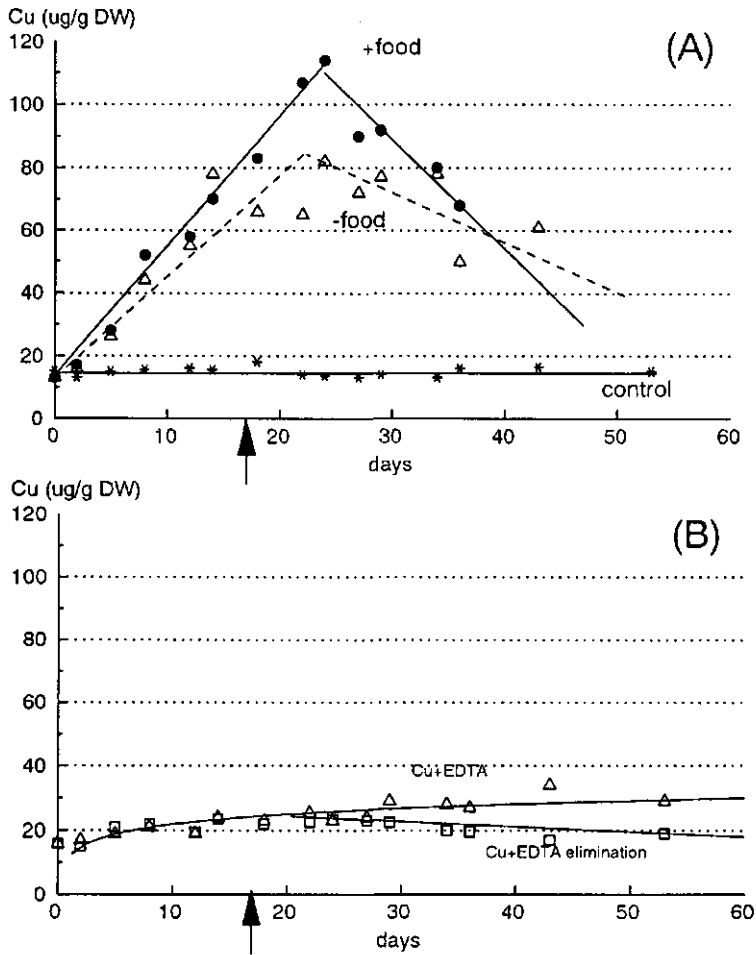 Cu (ug/g DW)
(A)
120
100
80
60
40
20
0
+food
-food
control
0 10 20 30 40 50 60
days
Cu (ug/g DW)
(B)
120
100
80
60
40
20
0
Cu+EDTA
Cu+EDTA elimination
0 10 20 30 40 50 60
days